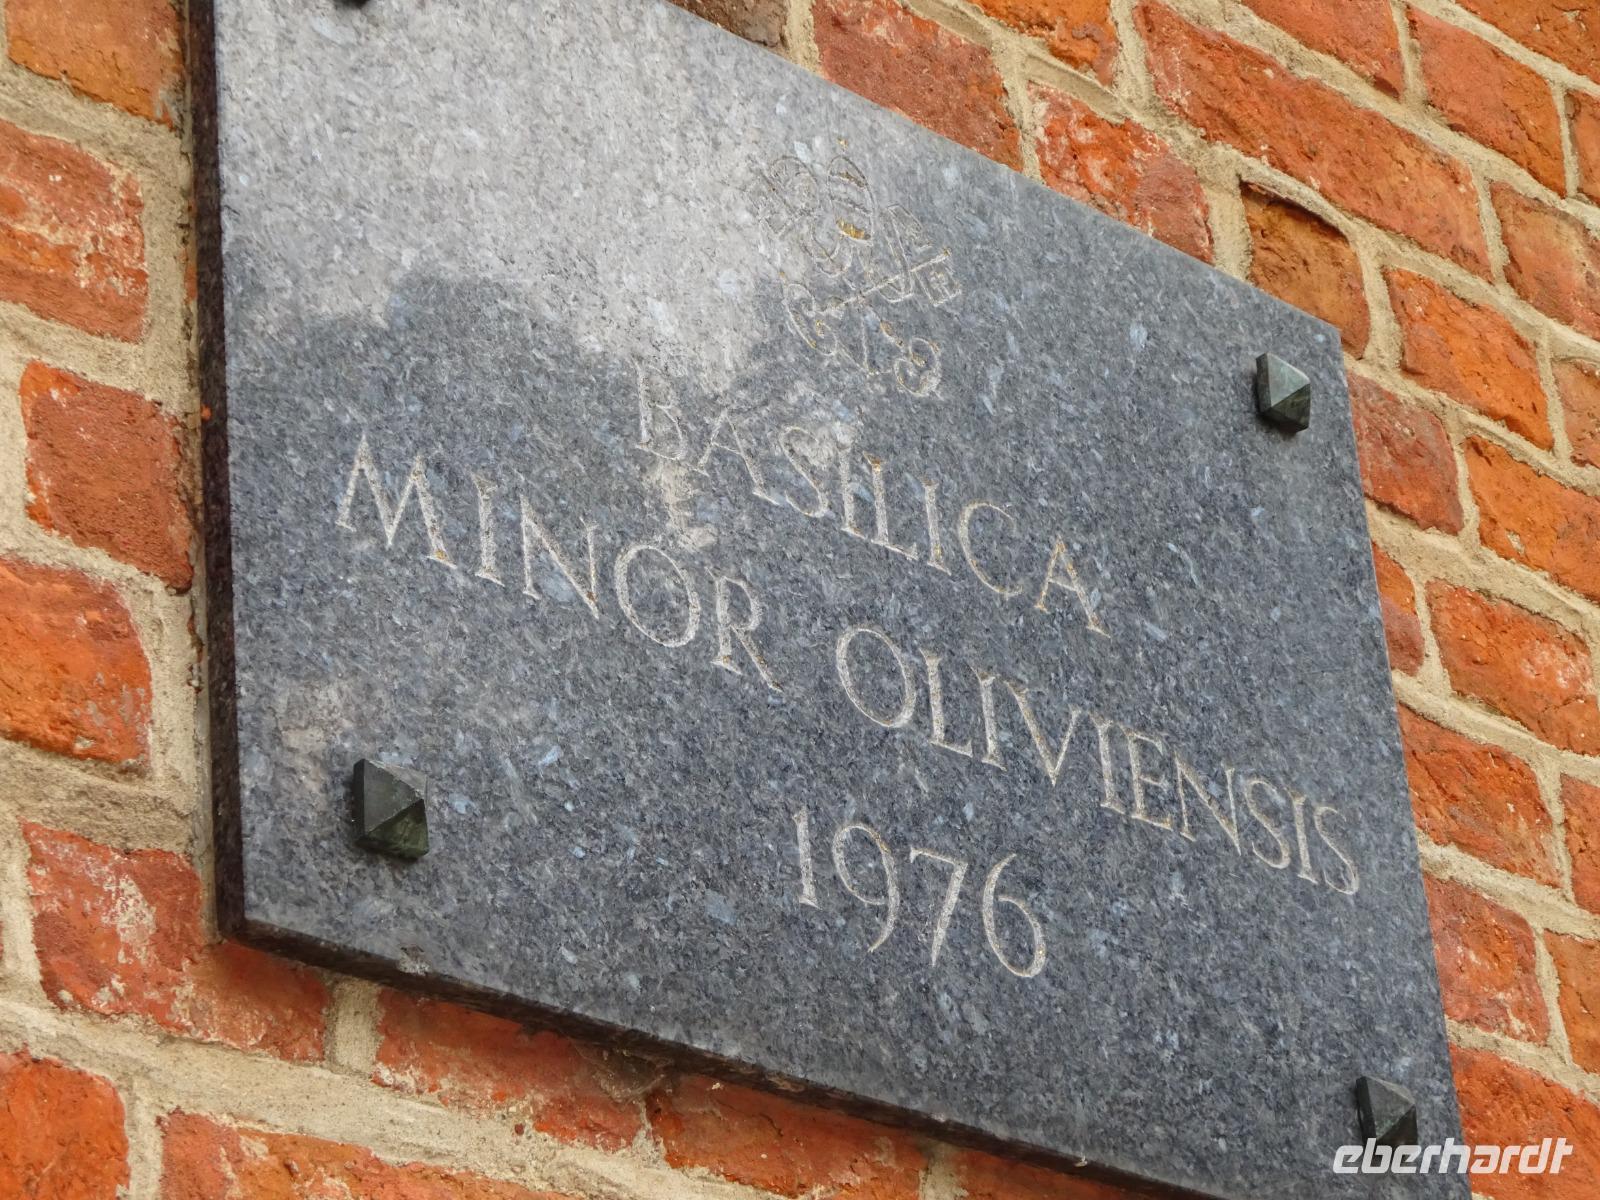 BASILICA
MINOR OLIVIENSIS
1976
eberhardt